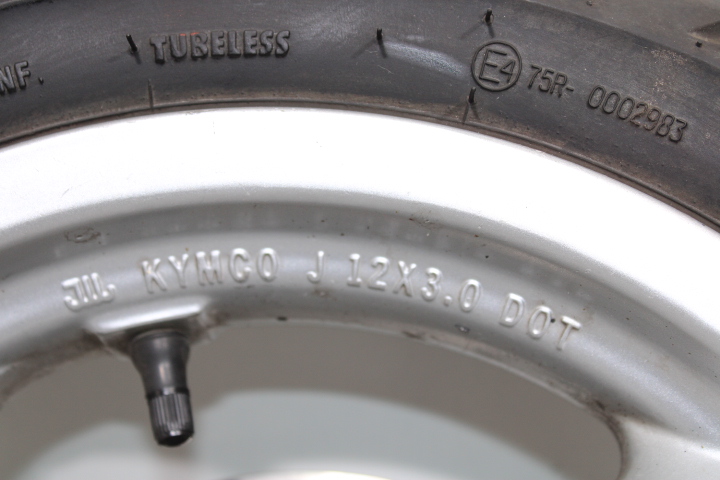 NF.
TUBELESS
E4 75R- 0002983
JIL KYMCO J 12X3.0 DOT